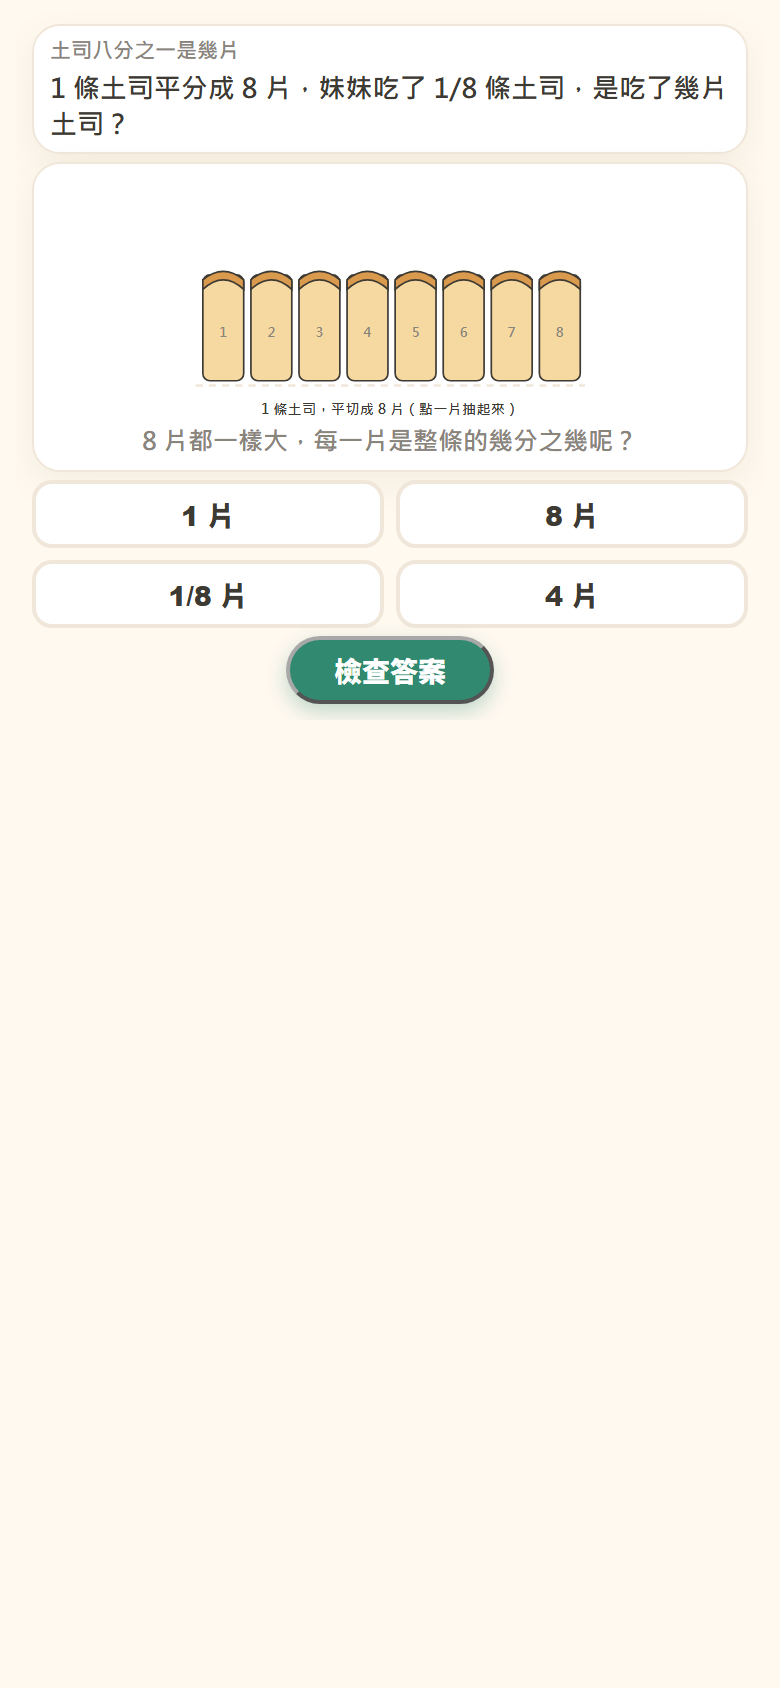 土司八分之一是幾片
1 條土司平分成 8 片，妹妹吃了 1/8 條土司，是吃了幾片
土司？
1 2 3 4 5 6 7 8
1 條土司，平切成 8 片（點一片抽起來）
8 片都一樣大，每一片是整條的幾分之幾呢？
1 片
8 片
1/8 片
4 片
檢查答案